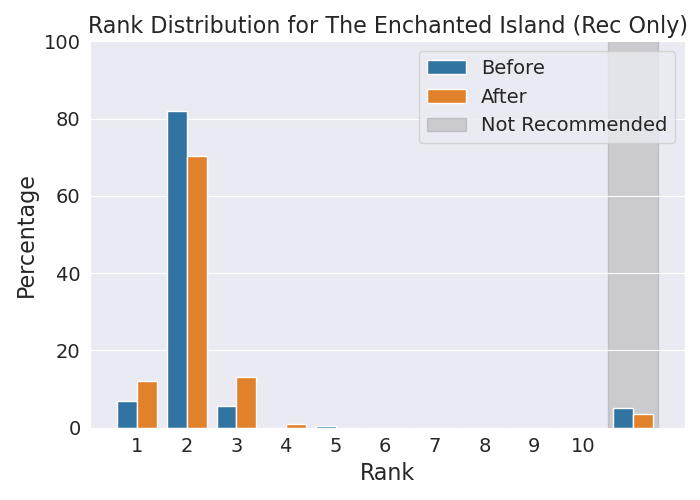 Rank Distribution for The Enchanted Island (Rec Only)
100
80
60
40
20
0
Percentage
Before
After
Not Recommended
1 2 3 4 5 6 7 8 9 10
Rank